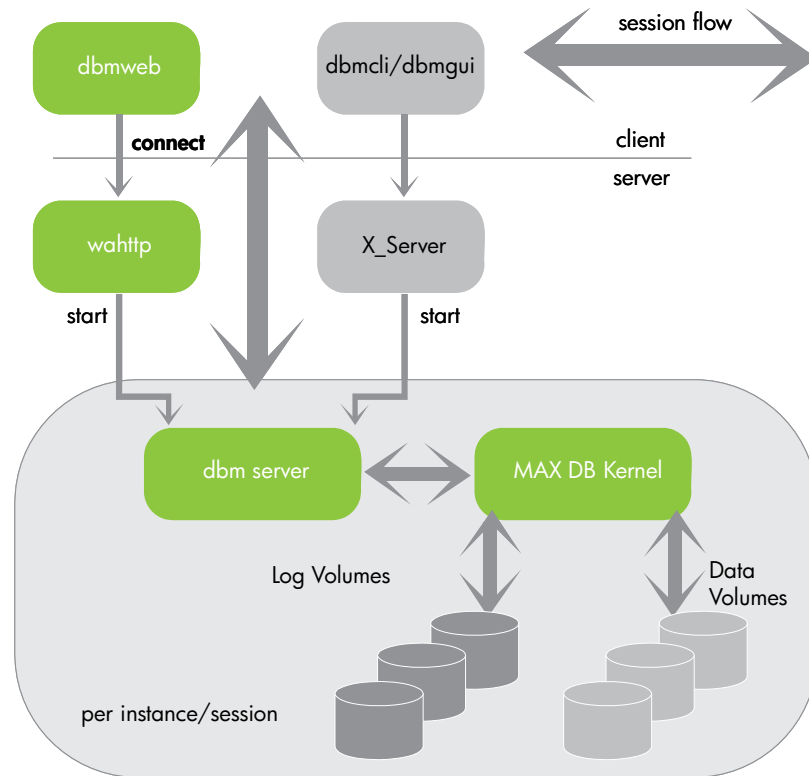 session flow
dbmweb
dbmcli/dbmgui
connect
client
server
wahttp
X_Server
start
start
dbm server
MAX DB Kernel
Log Volumes
Data
Volumes
per instance/session